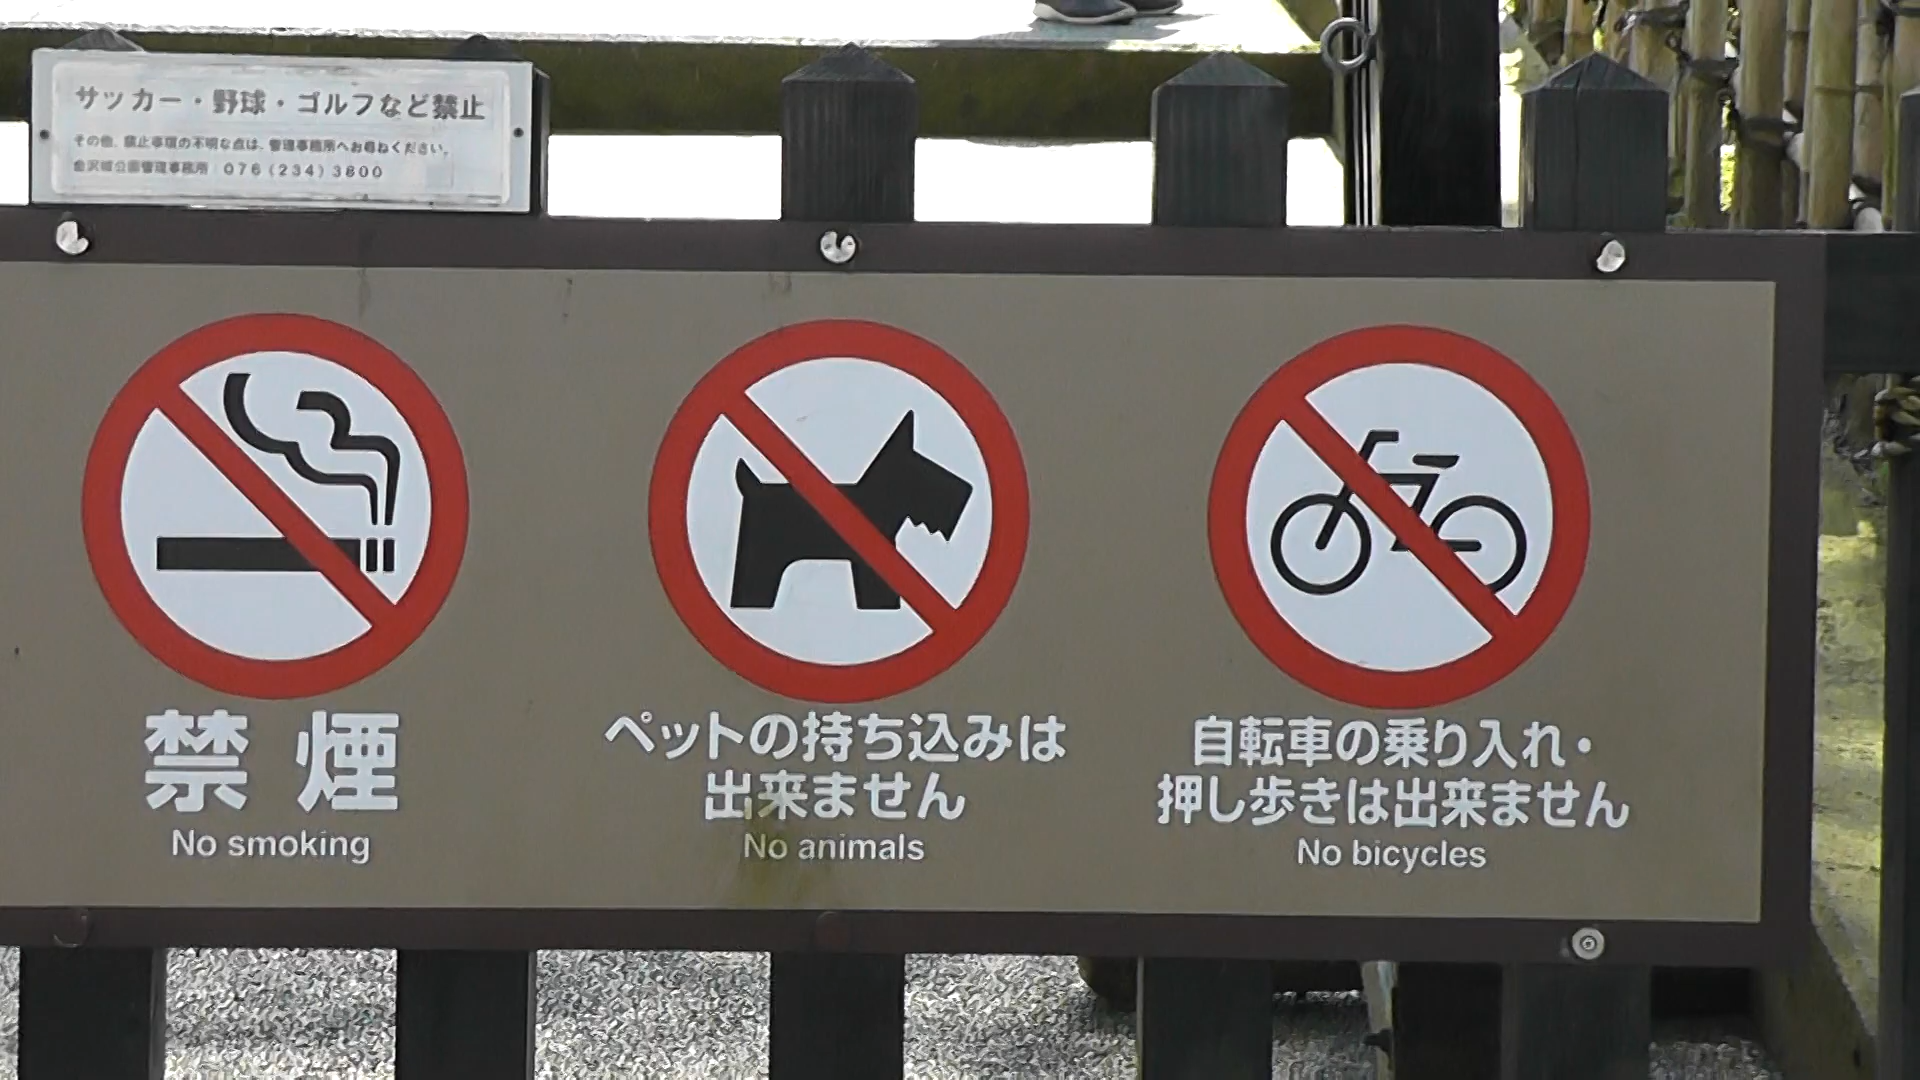 サッカー・野球・ゴルフなど禁止
その他、禁止事項の不明な点は、管理事務所へお尋ねください。
金沢城公園管理事務所 076(234)3800
禁煙
No smoking
ペットの持ち込みは
出来ません
No animals
自転車の乗り入れ・
押し歩きは出来ません
No bicycles